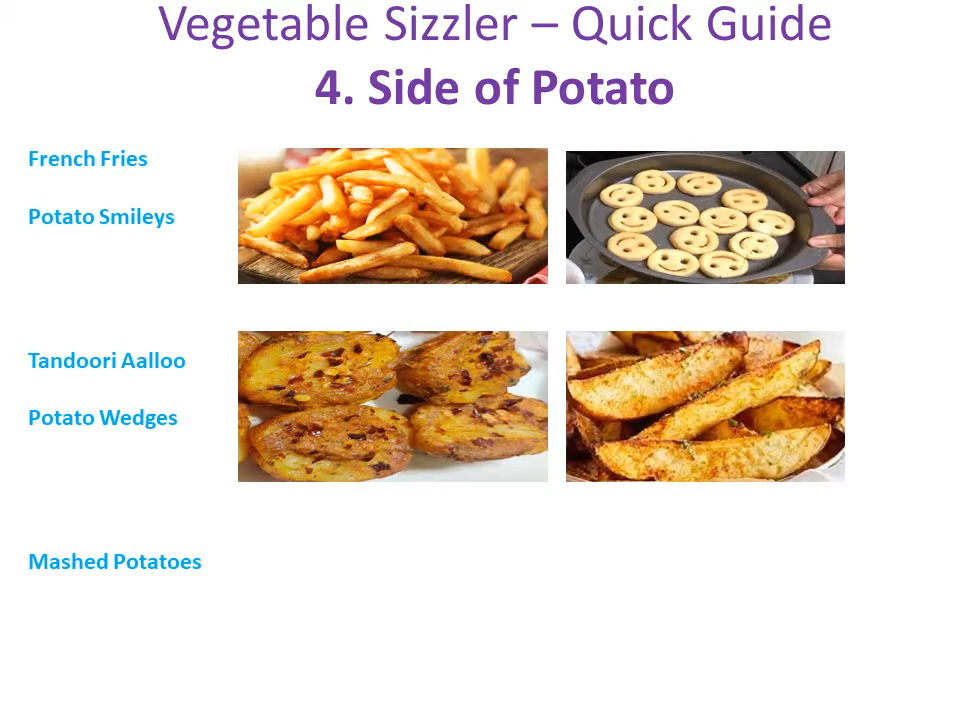 Vegetable Sizzler – Quick Guide
4. Side of Potato
French Fries
Potato Smileys
Tandoori Aalloo
Potato Wedges
Mashed Potatoes